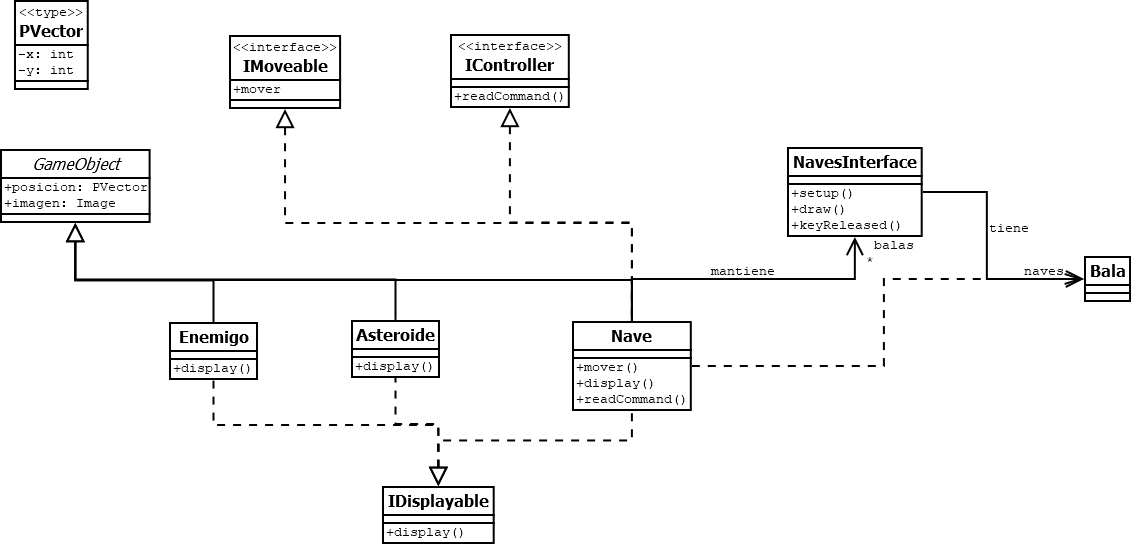 <<type>>
PVector
-x: int
-y: int
<<interface>>
IMoveable
+mover
<<interface>>
IController
+readCommand()
GameObject
+posicion: PVector
+imagen: Image
NavesInterface
+setup()
+draw()
+keyReleased()
tiene
balas
*
mantiene
naves
Bala
Enemigo
+display()
Asteroide
+display()
Nave
+mover()
+display()
+readCommand()
IDisplayable
+display()